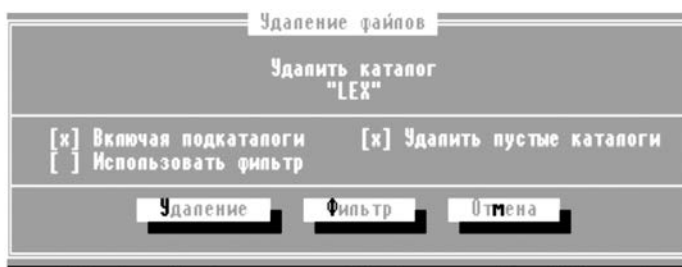 Удаление файлов
Удалить каталог
"LEX"
[x] Включая подкаталоги [x] Удалить пустые каталоги
[ ] Использовать фильтр
Удаление Фильтр Отмена